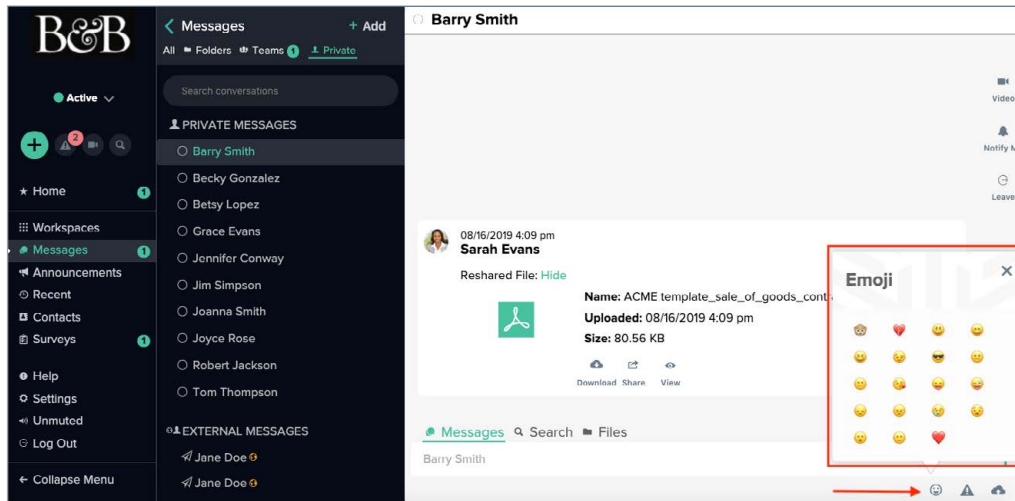 B&B
Active
2
Home 1
Workspaces
Messages 1
Announcements
Recent
Contacts
Surveys 1
Help
Settings
Unmuted
Log Out
Collapse Menu
Messages + Add
All Folders Teams 1 Private
Search conversations
PRIVATE MESSAGES
Barry Smith
Becky Gonzalez
Betsy Lopez
Grace Evans
Jennifer Conway
Jim Simpson
Joanna Smith
Joyce Rose
Robert Jackson
Tom Thompson
EXTERNAL MESSAGES
Jane Doe
Jane Doe
Barry Smith
Video
Notify M
Leave
08/16/2019 4:09 pm
Sarah Evans
Reshared File: Hide
Name: ACME template_sale_of_goods_cont
Uploaded: 08/16/2019 4:09 pm
Size: 80.56 KB
Download Share View
Emoji
Messages Search Files
Barry Smith